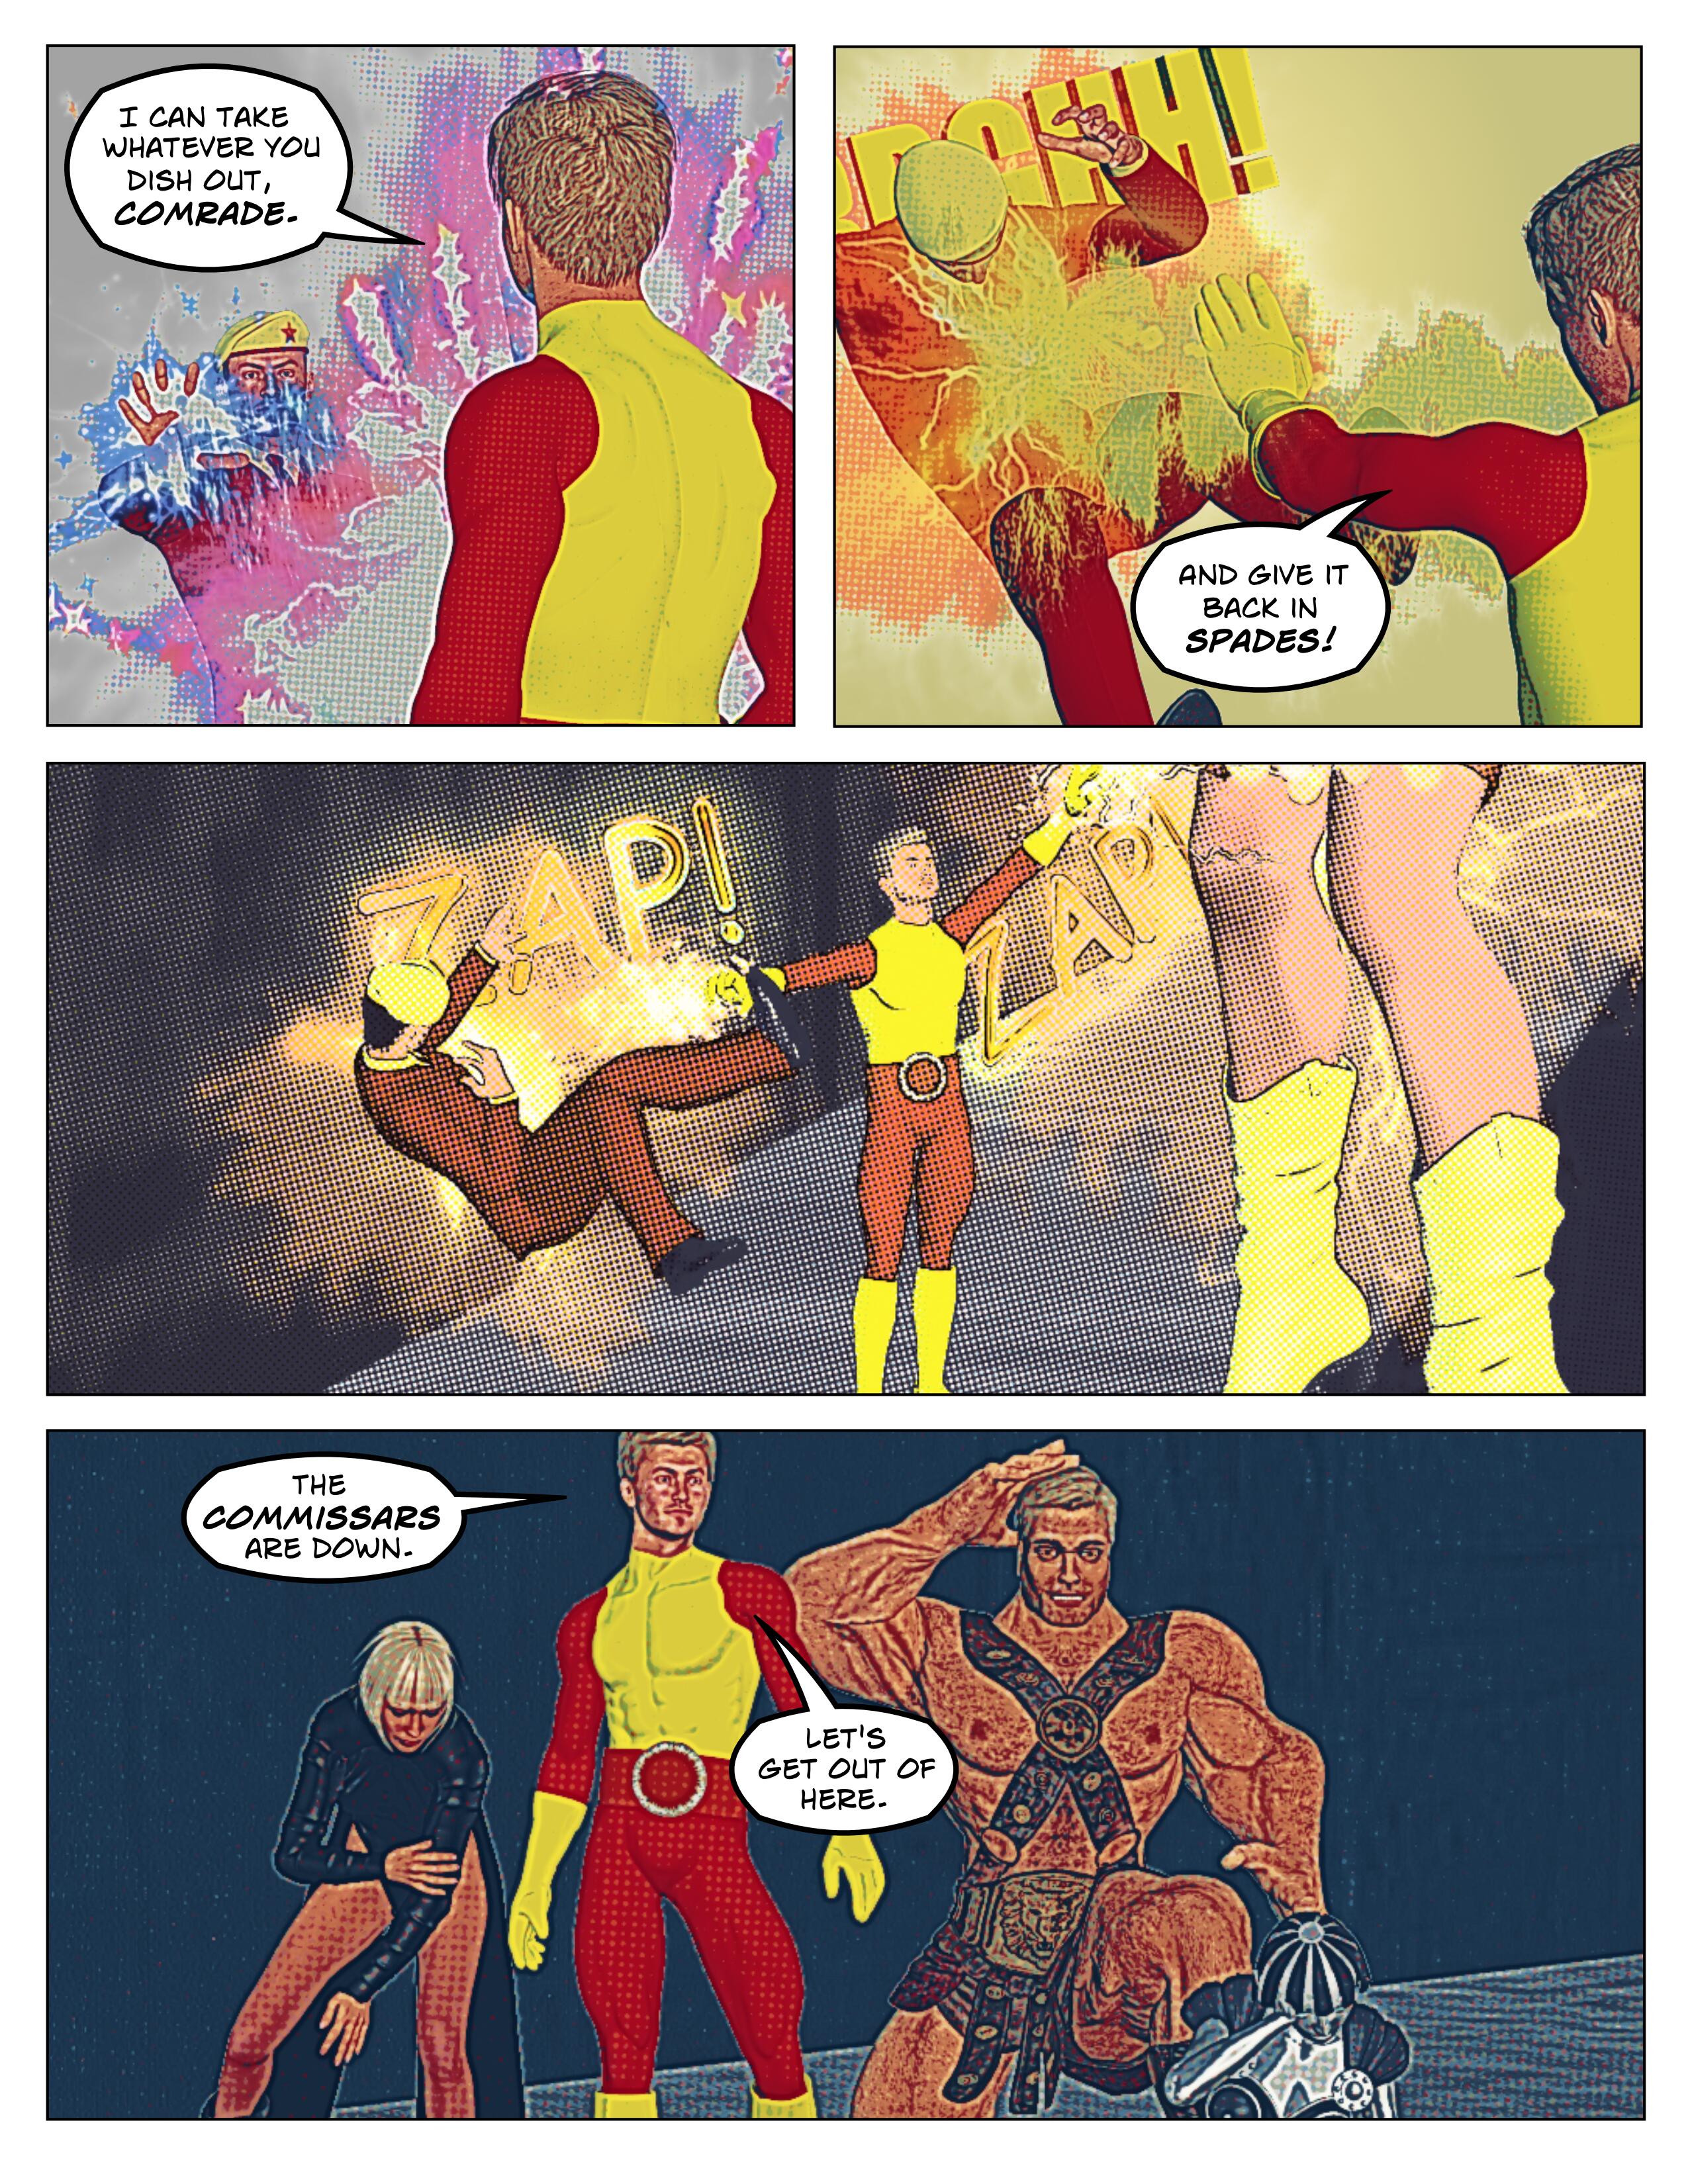 I CAN TAKE
WHATEVER YOU
DISH OUT,
COMRADE.
AND GIVE IT
BACK IN
SPADES!
ZAP!
ZAP!
THE
COMMISSARS
ARE DOWN.
LET'S
GET OUT OF
HERE.